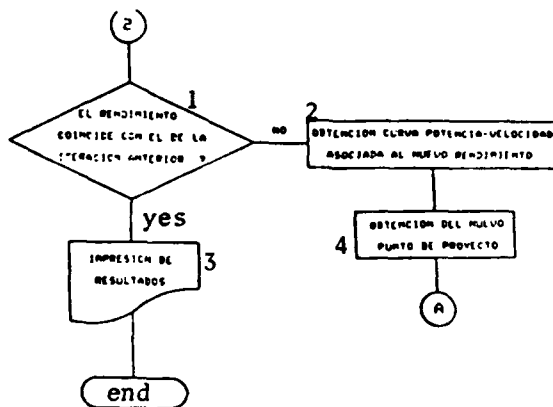 2
1
EL RENDIMIENTO
COINCIDE CON EL DE LA
ITERACION ANTERIOR ?
NO
2
OBTENCION CURVA POTENCIA-VELOCIDAD
ASOCIADA AL NUEVO RENDIMIENTO
yes
IMPRESION DE
RESULTADOS
3
OBTENCION DEL NUEVO
PUNTO DE PROYECTO
4
A
end